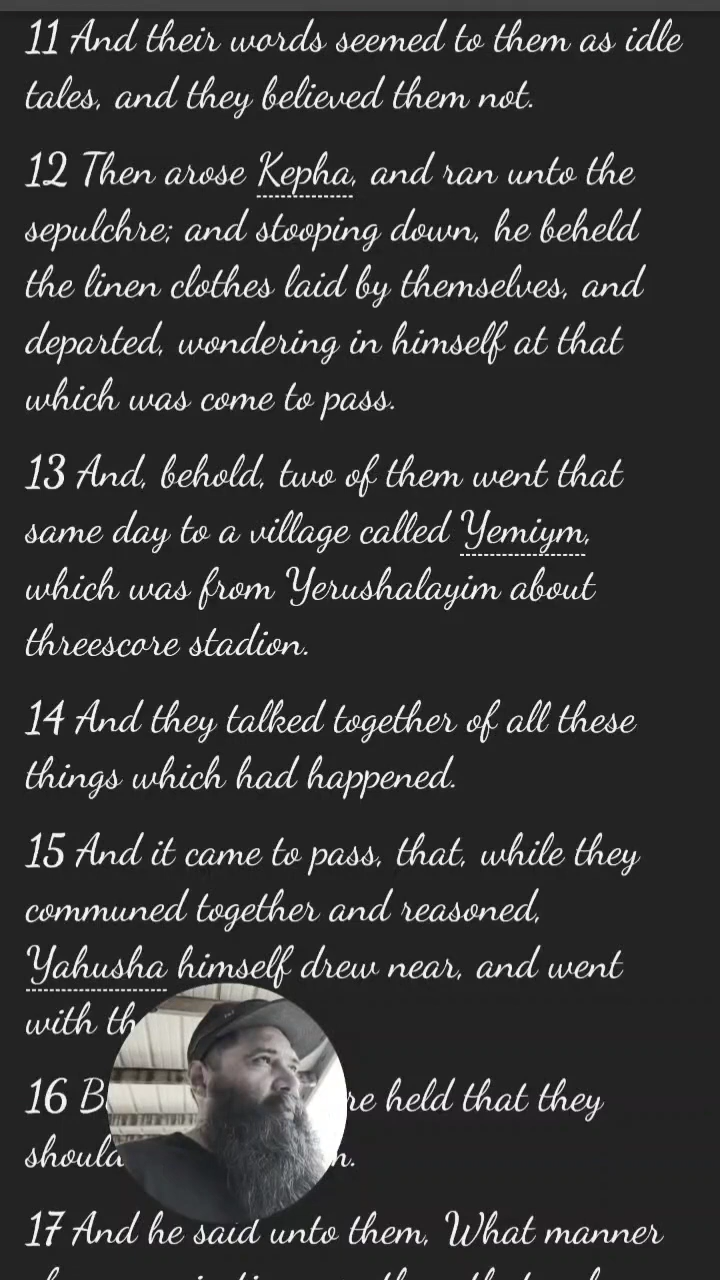 11 And their words seemed to them as idle
tales, and they believed them not.
12 Then arose Kepha, and ran unto the
sepulchre; and stooping down, he beheld
the linen clothes laid by themselves, and
departed, wondering in himself at that
which was come to pass.
13 And, behold, two of them went that
same day to a village called Yemiym,
which was from Yerushalayim about
threescore stadion.
14 And they talked together of all these
things which had happened.
15 And it came to pass, that, while they
communed together and reasoned,
Yahusha himself drew near, and went
with
16 held that they
17 And he said unto them, What manner